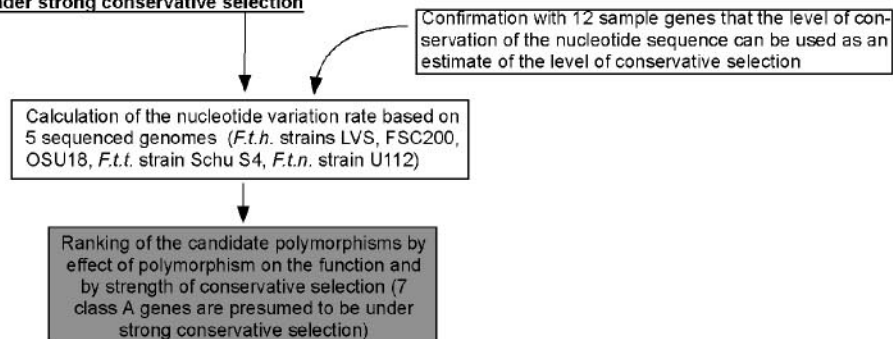 under strong conservative selection
Confirmation with 12 sample genes that the level of con-
servation of the nucleotide sequence can be used as an
estimate of the level of conservative selection
Calculation of the nucleotide variation rate based on
5 sequenced genomes (F.t.h. strains LVS, FSC200,
OSU18, F.t.t. strain Schu S4, F.t.n. strain U112)
Ranking of the candidate polymorphisms by
effect of polymorphism on the function and
by strength of conservative selection (7
class A genes are presumed to be under
strong conservative selection)